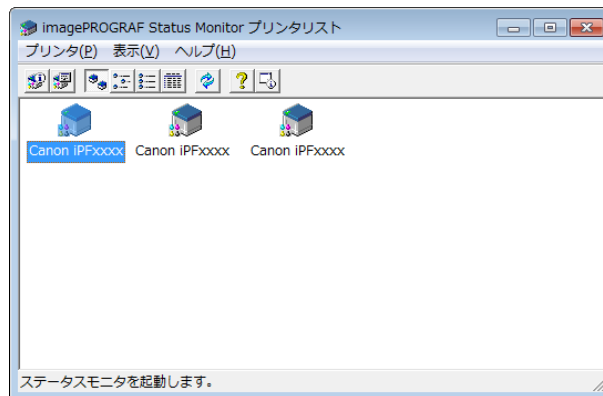 imagePROGRAF Status Monitor プリンタリスト
プリンタ(P) 表示(V) ヘルプ(H)
Canon iPFxxxx Canon iPFxxxx Canon iPFxxxx
ステータスモニタを起動します。